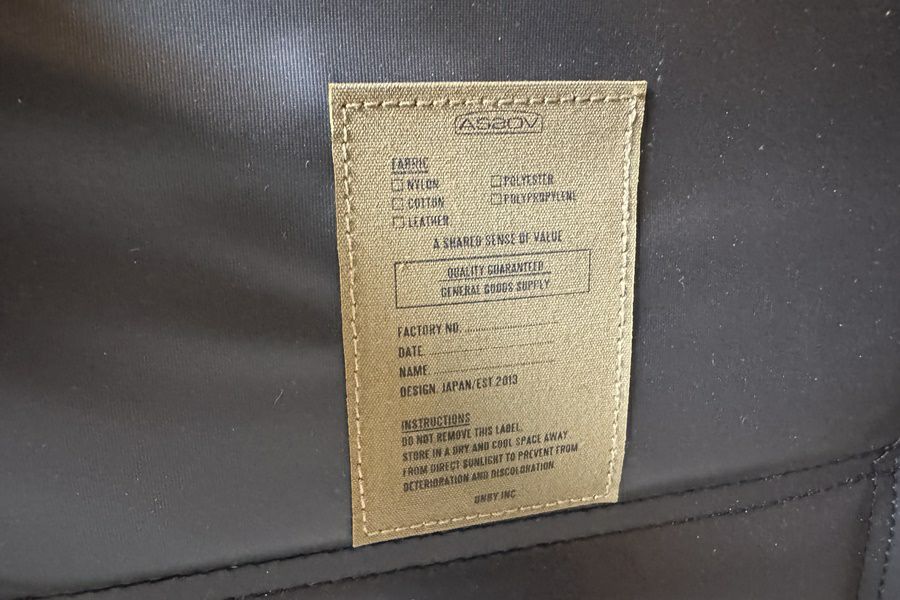 AS2OV
FABRIC
NYLON POLYESTER
COTTON POLYPROPYLENE
LEATHER
A SHARED SENSE OF VALUE
QUALITY GUARANTEED
GENERAL GOODS SUPPLY
FACTORY NO.
DATE
NAME
DESIGN. JAPAN/EST.2013
INSTRUCTIONS
DO NOT REMOVE THIS LABEL.
STORE IN A DRY AND COOL SPACE AWAY
FROM DIRECT SUNLIGHT TO PREVENT FROM
DETERIORATION AND DISCOLORATION
UNBY INC